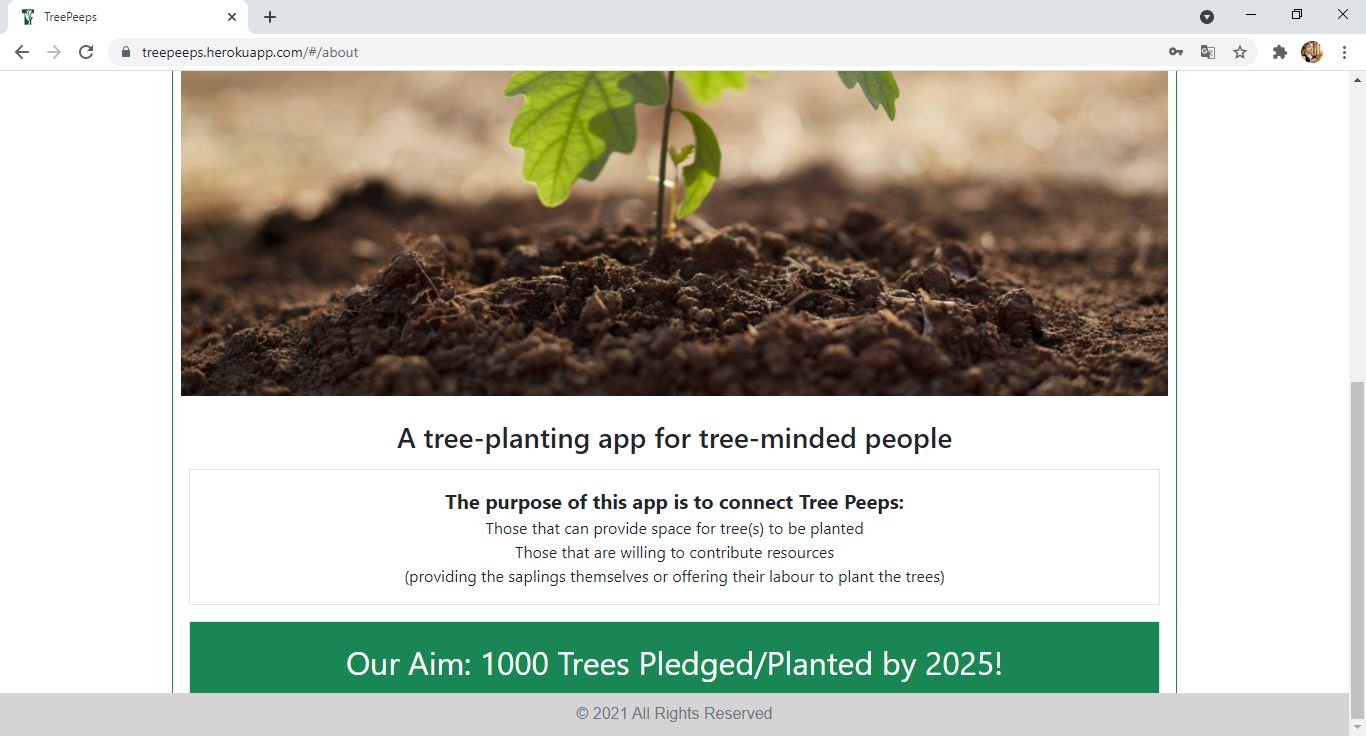 TreePeeps
treepeeps.herokuapp.com/#/about
A tree-planting app for tree-minded people
The purpose of this app is to connect Tree Peeps:
Those that can provide space for tree(s) to be planted
Those that are willing to contribute resources
(providing the saplings themselves or offering their labour to plant the trees)
Our Aim: 1000 Trees Pledged/Planted by 2025!
© 2021 All Rights Reserved